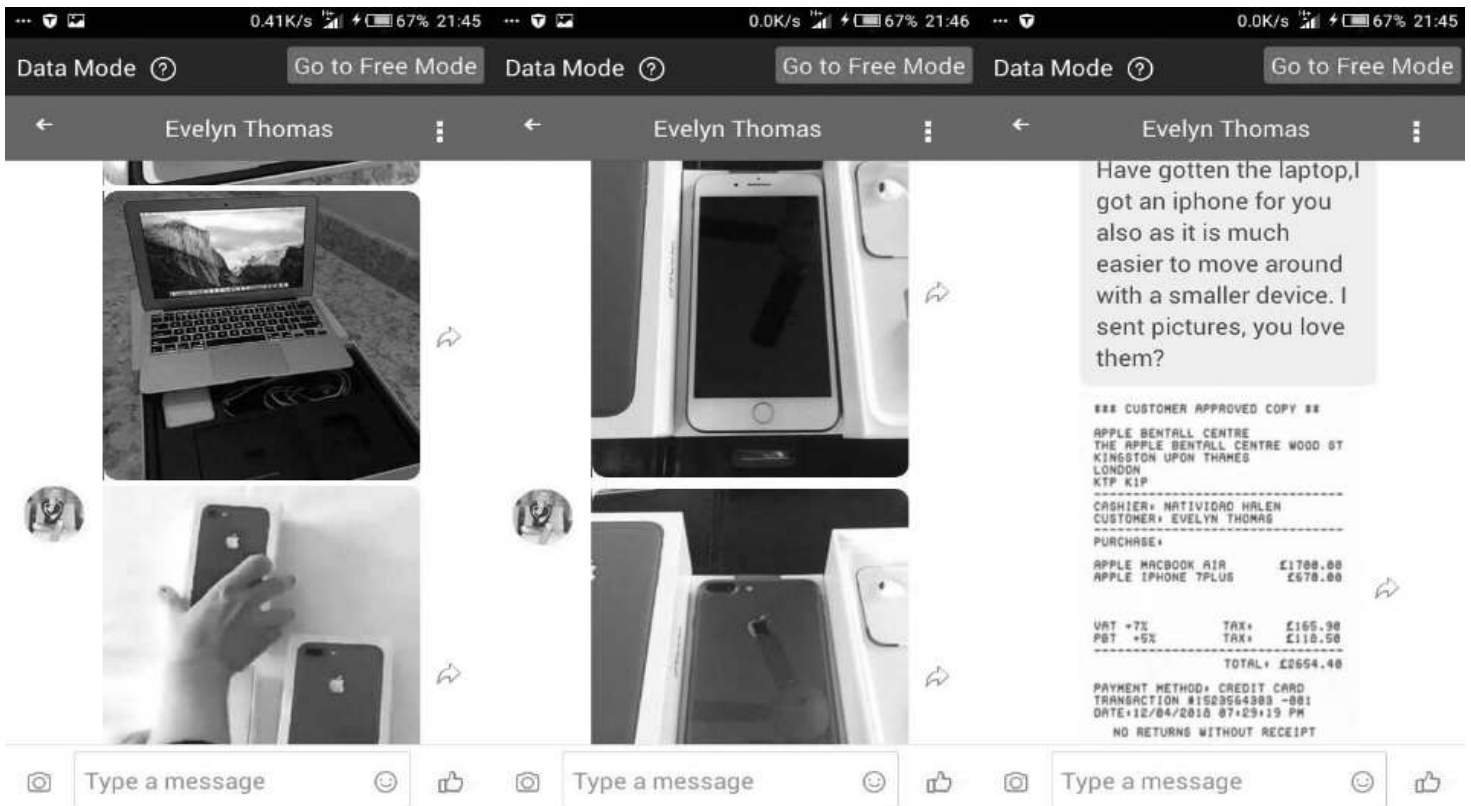 0.41K/s H+ 67% 21:45
Data Mode ? Go to Free Mode
Evelyn Thomas
Type a message
0.0K/s H+ 67% 21:46
Data Mode ? Go to Free Mode
Evelyn Thomas
Type a message
0.0K/s H+ 67% 21:45
Data Mode ? Go to Free Mode
Evelyn Thomas
Have gotten the laptop,I
got an iphone for you
also as it is much
easier to move around
with a smaller device. I
sent pictures, you love
them?
*** CUSTOMER APPROVED COPY **
APPLE BENTALL CENTRE
THE APPLE BENTALL CENTRE WOOD ST
KINGSTON UPON THAMES
LONDON
KTP K1P
CASHIER: NATIVIDAD HALEN
CUSTOMER: EVELYN THOMAS
PURCHASE:
APPLE MACBOOK AIR £1700.00
APPLE IPHONE 7PLUS £670.00
VAT +7% TAX: £165.90
PBT +5% TAX: £118.50
TOTAL: £2654.40
PAYMENT METHOD: CREDIT CARD
TRANSACTION #1523564303 -001
DATE:12/04/2018 07:29:19 PM
NO RETURNS WITHOUT RECEIPT
Type a message